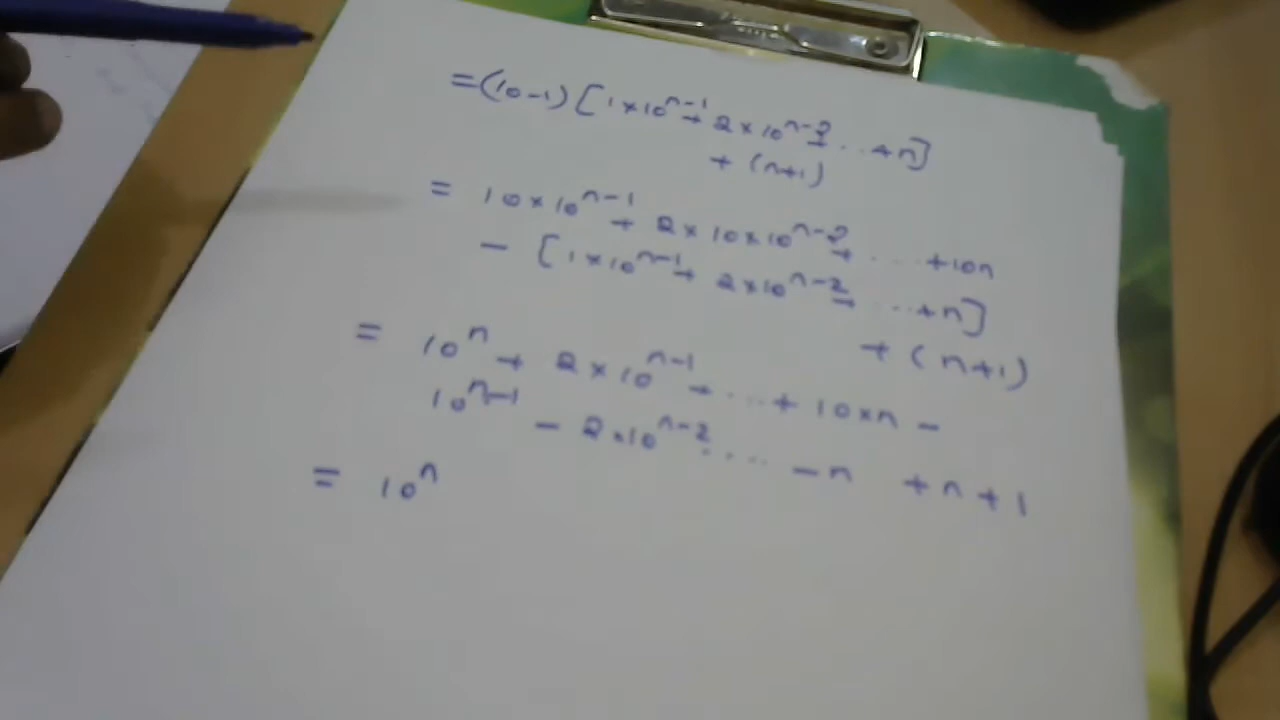 =(10-1)[1×10^{n-1}+2×10^{n-2}+...+n]
+(n+1)
= 10×10^{n-1}+2×10×10^{n-2}+....+10n
-[1×10^{n-1}+2×10^{n-2}+...+n]
+(n+1)
= 10^{n}+2×10^{n-1}+...+10×n-
10^{n-1}-2×10^{n-2}....-n+n+1
= 10^{n}